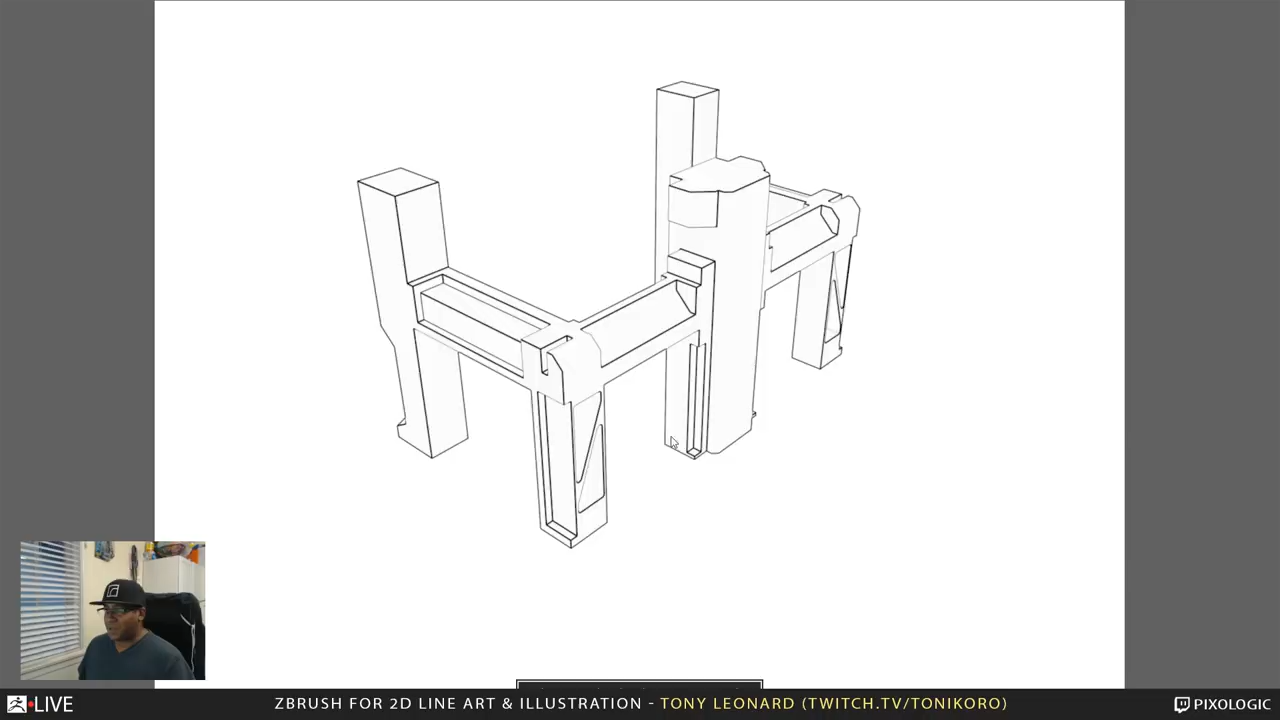 LIVE
ZBRUSH FOR 2D LINE ART & ILLUSTRATION - TONY LEONARD (TWITCH.TV/TONIKORO)
PIXOLOGIC